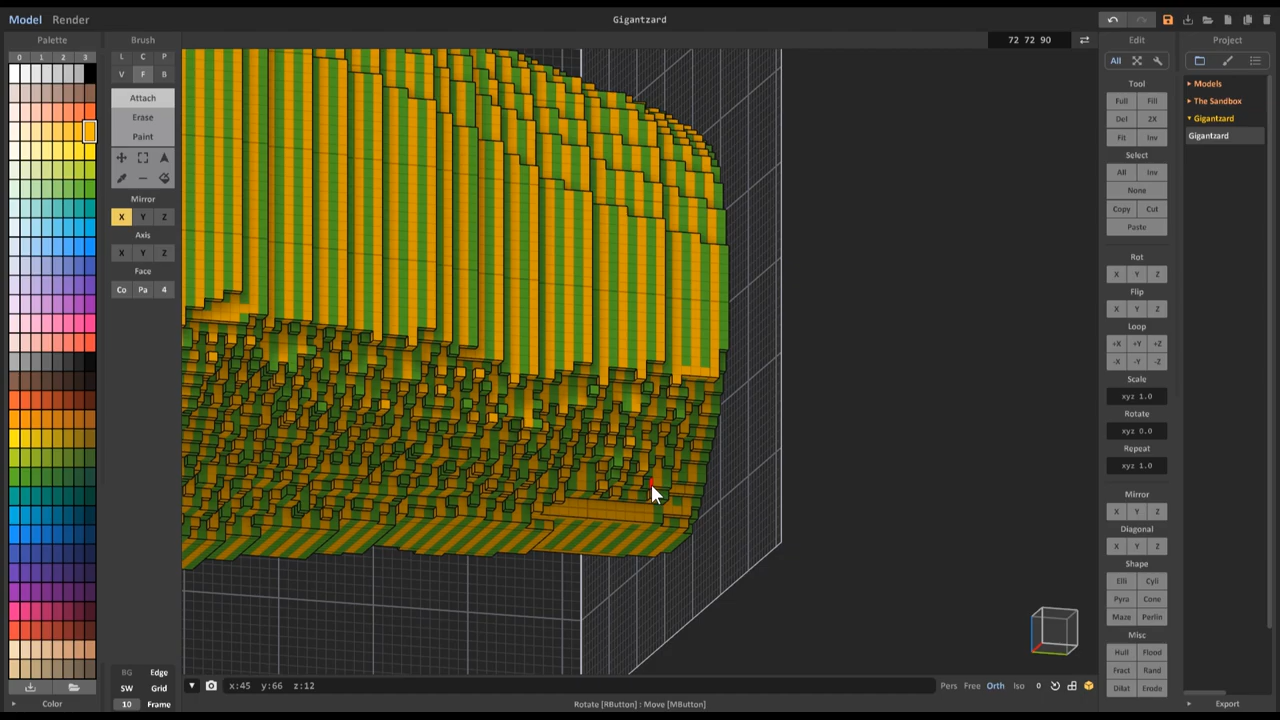 Model Render
Gigantzard
Palette
Brush
72 72 90
Edit
Project
0 1 2 3
L C P
V F B
Attach
Erase
Paint
Mirror
X Y Z
Axis
X Y Z
Face
Co Pa 4
All
Tool
Full Fill
Del 2X
Fit Inv
Select
All Inv
None
Copy Cut
Paste
Rot
X Y Z
Flip
X Y Z
Loop
+X +Y +Z
-X -Y -Z
Scale
xyz 1.0
Rotate
xyz 0.0
Repeat
xyz 1.0
Mirror
X Y Z
Diagonal
X Y Z
Shape
Elli Cyli
Pyra Cone
Maze Perlin
Misc
Hull Flood
Fract Rand
Dilat Erode
Models
The Sandbox
Gigantzard
Gigantzard
BG Edge
SW Grid
10 Frame
Color
x:45 y:66 z:12
Pers Free Orth Iso 0
Rotate [RButton] : Move [MButton]
Export